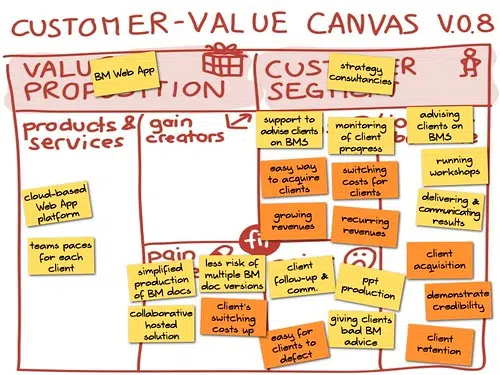 CUSTOMER-VALUE CANVAS V.0.8
VALU
PROPOSITION
BM Web App
CUS ER
SEGM
strategy
consultancies
products &
services
gain
creators
support to
advise clients
on BMS
monitoring
of client
progress
advising
clients on
BMS
easy way
to acquire
clients
switching
costs for
clients
running
workshops
cloud-based
Web App
platform
growing
revenues
recurring
revenues
delivering &
communicating
results
teams paces
for each
client
fit
client
acquisition
pain
simplified
production
of BM docs
less risk of
multiple BM
doc versions
client
follow-up &
comm.
ppt
production
demonstrate
credibility
collaborative
hosted
solution
client's
switching
costs up
easy for
clients to
defect
giving clients
bad BM
advice
client
retention